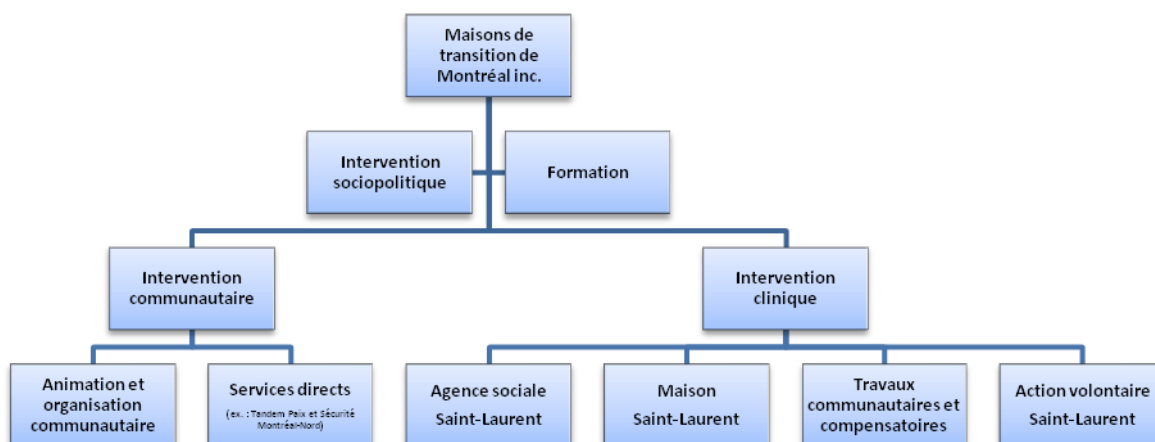 Maisons de
transition de
Montréal inc.
Intervention
sociopolitique
Formation
Intervention
communautaire
Intervention
clinique
Animation et
organisation
communautaire
Services directs
(ex. : Tandem Paix et Sécurité
Montréal-Nord)
Agence sociale
Saint-Laurent
Maison
Saint-Laurent
Travaux
communautaires et
compensatoires
Action volontaire
Saint-Laurent